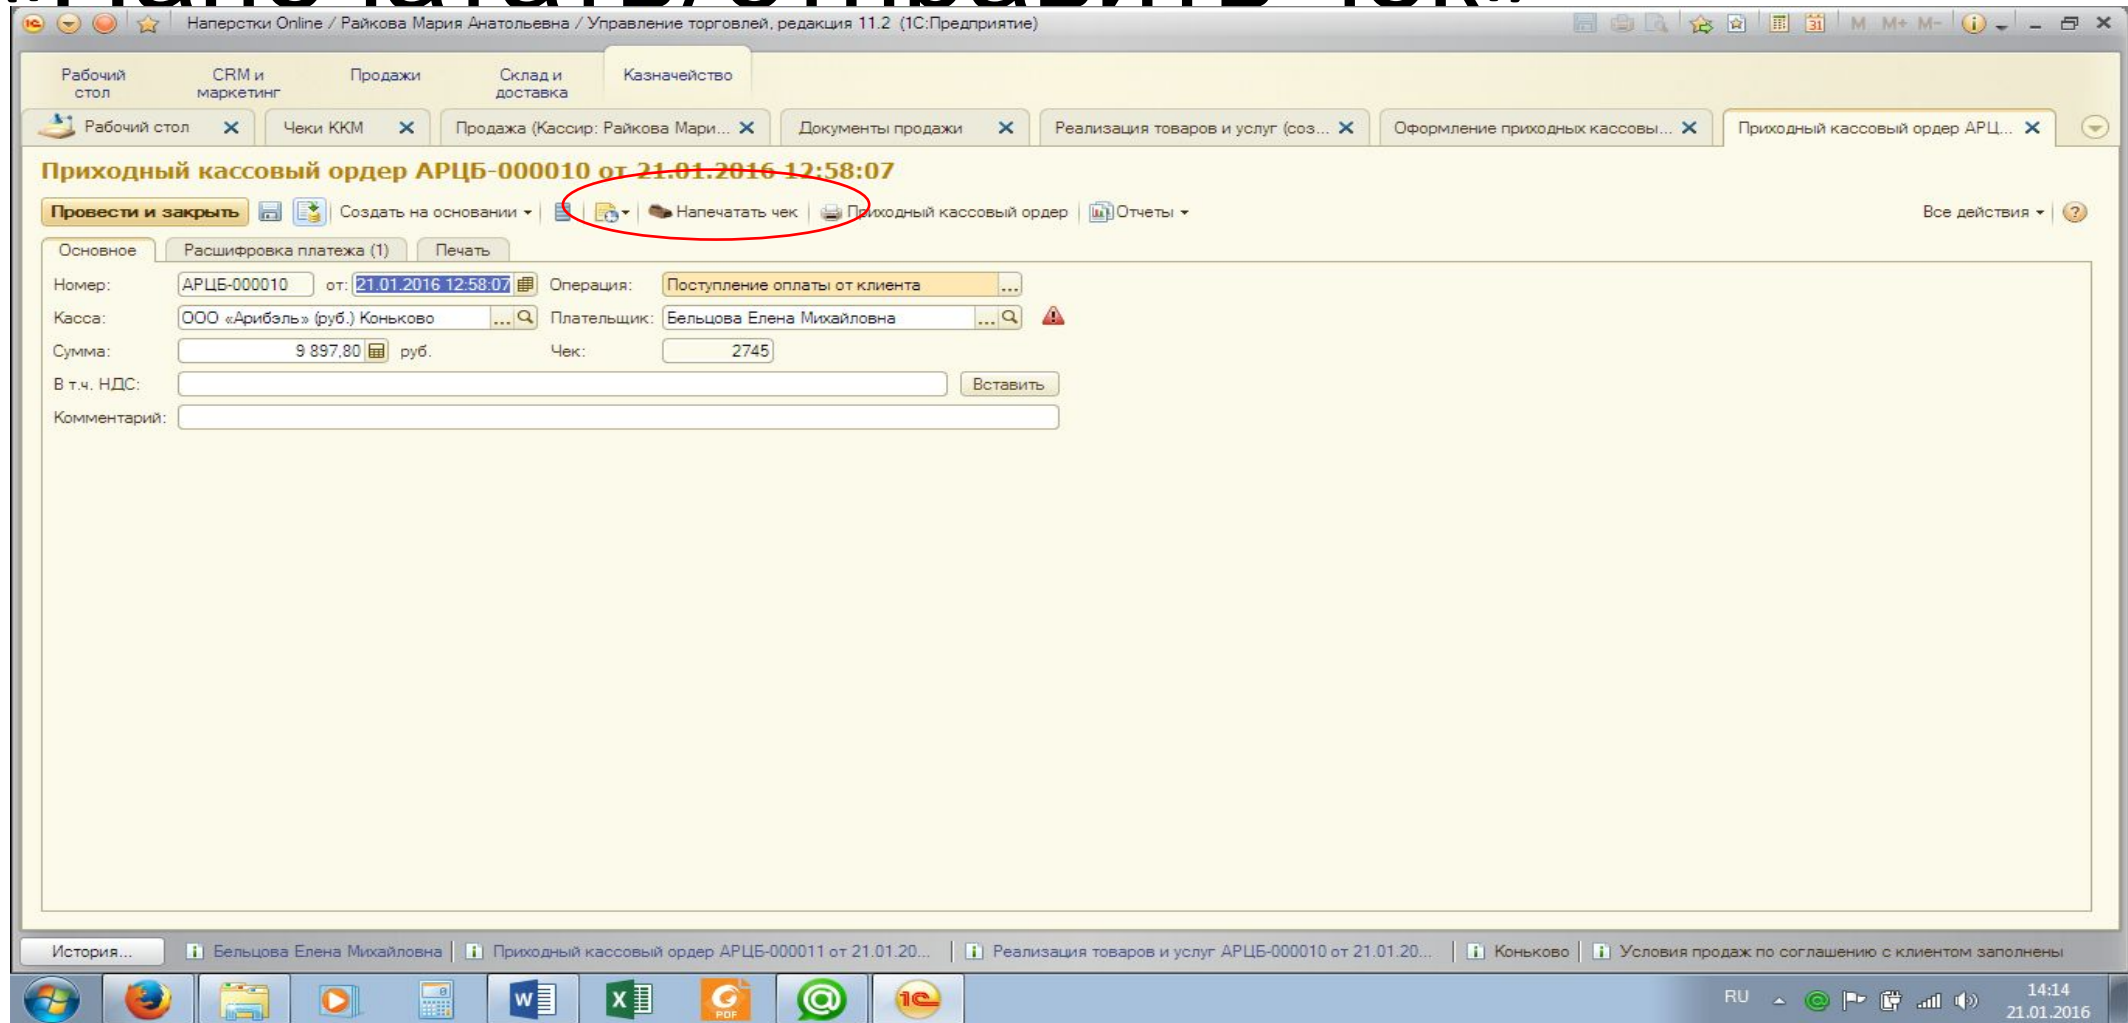 «Напечатать/отправить чек»
Наперстки Online / Райкова Мария Анатольевна / Управление торговлей, редакция 11.2 (1С:Предприятие)
M M+ M-
Рабочий стол
CRM и маркетинг
Продажи
Склад и доставка
Казначейство
Рабочий стол
Чеки ККМ
Продажа (Кассир: Райкова Мари...
Документы продажи
Реализация товаров и услуг (соз...
Оформление приходных кассовы...
Приходный кассовый ордер АРЦ...
Приходный кассовый ордер АРЦБ-000010 от 21.01.2016 12:58:07
Провести и закрыть
Создать на основании
Напечатать чек
Приходный кассовый ордер
Отчеты
Все действия
Основное
Расшифровка платежа (1)
Печать
Номер: АРЦБ-000010 от: 21.01.2016 12:58:07 Операция: Поступление оплаты от клиента ...
Касса: ООО «Арибэль» (руб.) Коньково ... Плательщик: Бельцова Елена Михайловна ...
Сумма: 9 897,80 руб. Чек: 2745
В т.ч. НДС: Вставить
Комментарий:
История...
Бельцова Елена Михайловна
Приходный кассовый ордер АРЦБ-000011 от 21.01.20...
Реализация товаров и услуг АРЦБ-000010 от 21.01.20...
Коньково
Условия продаж по соглашению с клиентом заполнены
RU
14:14
21.01.2016